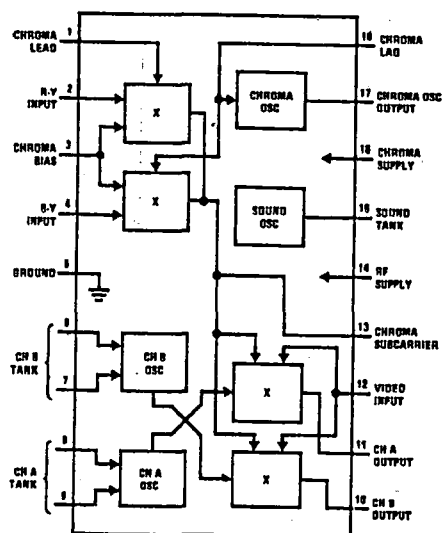 CHROMA LEAD
1
R-Y INPUT
2
CHROMA BIAS
3
B-Y INPUT
4
GROUND
5
CH B TANK
6
7
CH A TANK
8
9
X
X
CHROMA OSC
SOUND OSC
CH B OSC
CH A OSC
X
X
18
CHROMA LAG
17
CHROMA OSC OUTPUT
16
CHROMA SUPPLY
15
SOUND TANK
14
RF SUPPLY
13
CHROMA SUBCARRIER
12
VIDEO INPUT
11
CH A OUTPUT
10
CH B OUTPUT